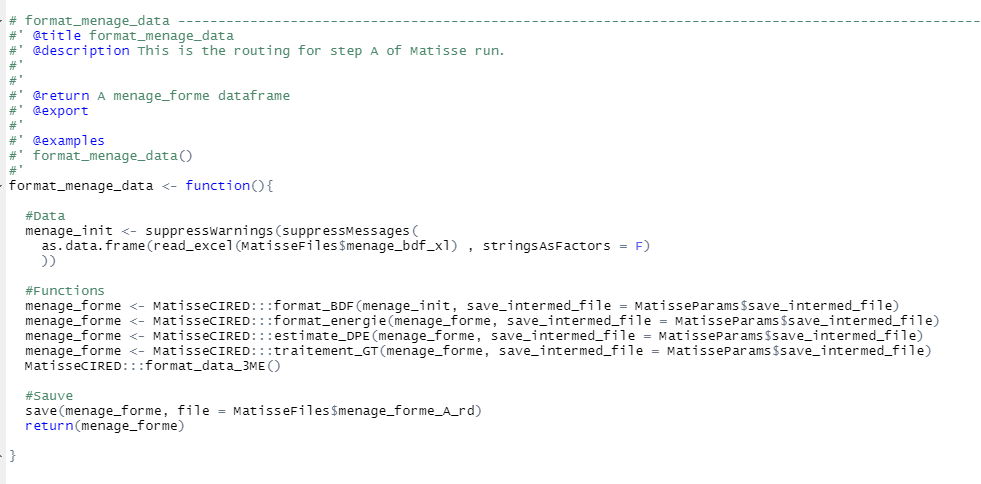 # format_menage_data ----------------------------------------------------------------------------------------------------
#' @title format_menage_data
#' @description This is the routing for step A of Matisse run.
#'
#'
#' @return A menage_forme dataframe
#' @export
#'
#' @examples
#' format_menage_data()
#'
format_menage_data <- function(){
#Data
menage_init <- suppressWarnings(suppressMessages(
as.data.frame(read_excel(MatisseFiles$menage_bdf_xl) , stringsAsFactors = F)
))
#Functions
menage_forme <- MatisseCIRED:::format_BDF(menage_init, save_intermed_file = MatisseParams$save_intermed_file)
menage_forme <- MatisseCIRED:::format_energie(menage_forme, save_intermed_file = MatisseParams$save_intermed_file)
menage_forme <- MatisseCIRED:::estimate_DPE(menage_forme, save_intermed_file = MatisseParams$save_intermed_file)
menage_forme <- MatisseCIRED:::traitement_GT(menage_forme, save_intermed_file = MatisseParams$save_intermed_file)
MatisseCIRED:::format_data_3ME()
#Sauve
save(menage_forme, file = MatisseFiles$menage_forme_A_rd)
return(menage_forme)
}